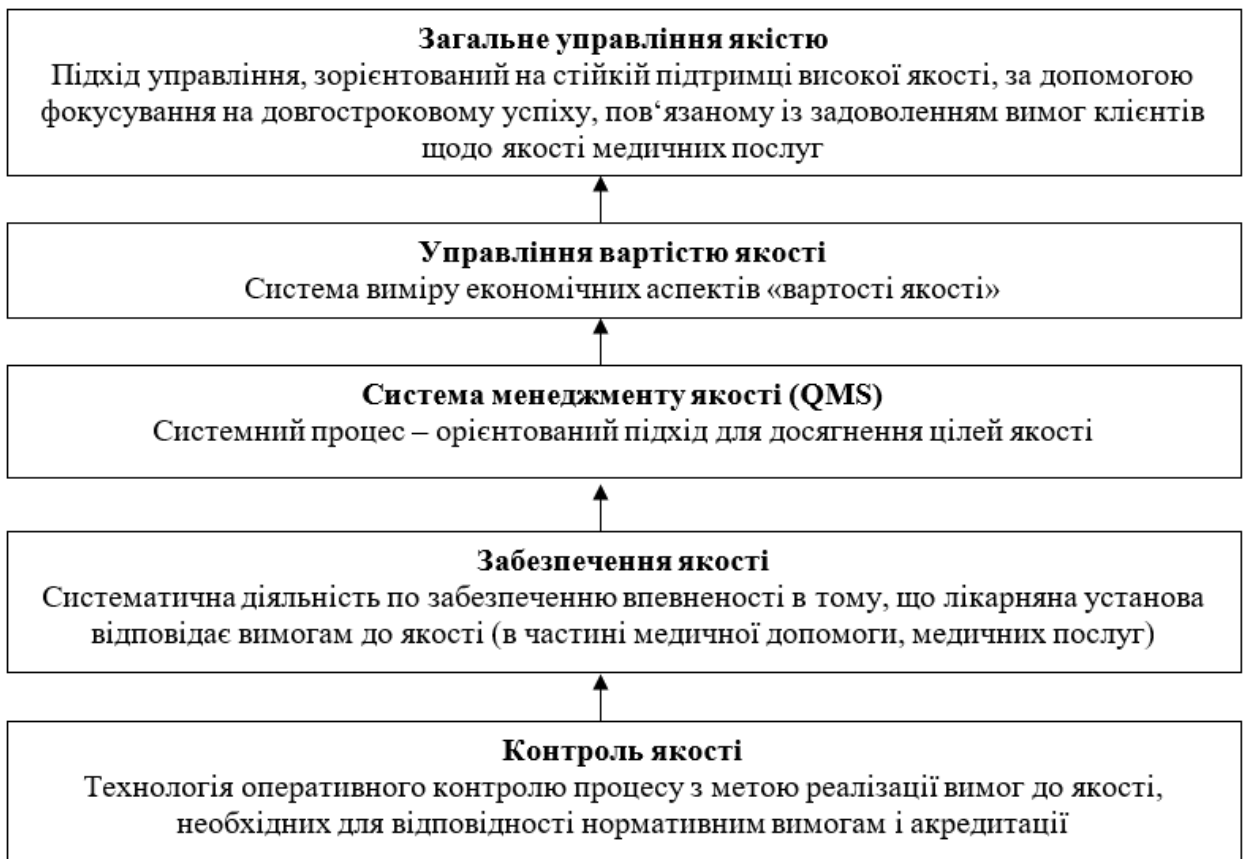 Загальне управління якістю
Підхід управління, зорієнтований на стійкій підтримці високої якості, за допомогою
фокусування на довгостроковому успіху, пов‘язаному із задоволенням вимог клієнтів
щодо якості медичних послуг
Управління вартістю якості
Система виміру економічних аспектів «вартості якості»
Система менеджменту якості (QMS)
Системний процес – орієнтований підхід для досягнення цілей якості
Забезпечення якості
Систематична діяльність по забезпеченню впевненості в тому, що лікарняна установа
відповідає вимогам до якості (в частині медичної допомоги, медичних послуг)
Контроль якості
Технологія оперативного контролю процесу з метою реалізації вимог до якості,
необхідних для відповідності нормативним вимогам і акредитації